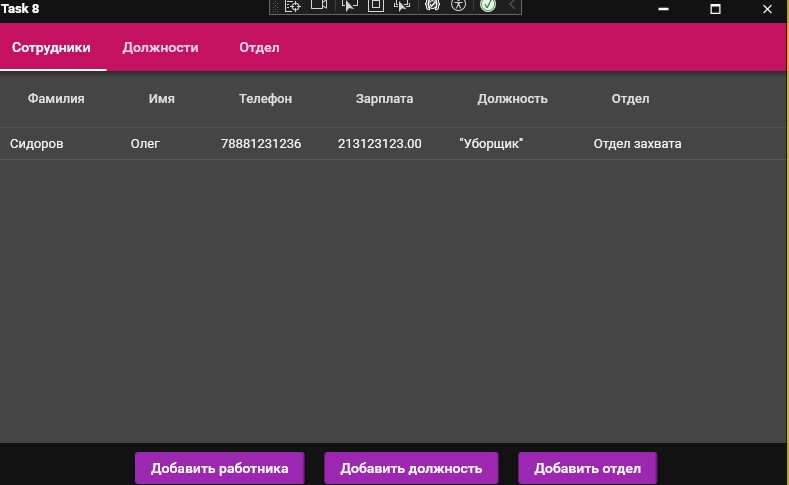 Task 8
Сотрудники Должности Отдел
Фамилия Имя Телефон Зарплата Должность Отдел
Сидоров Олег 78881231236 213123123.00 "Уборщик" Отдел захвата
Добавить работника Добавить должность Добавить отдел